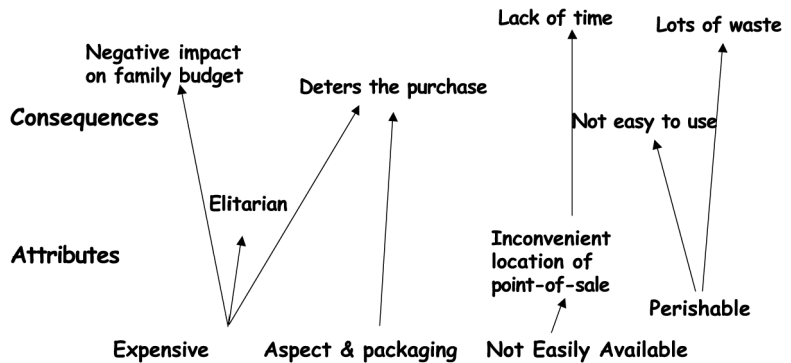 Lack of time
Lots of waste
Negative impact
on family budget
Deters the purchase
Consequences
Not easy to use
Elitarian
Attributes
Inconvenient
location of
point-of-sale
Perishable
Expensive
Aspect & packaging
Not Easily Available